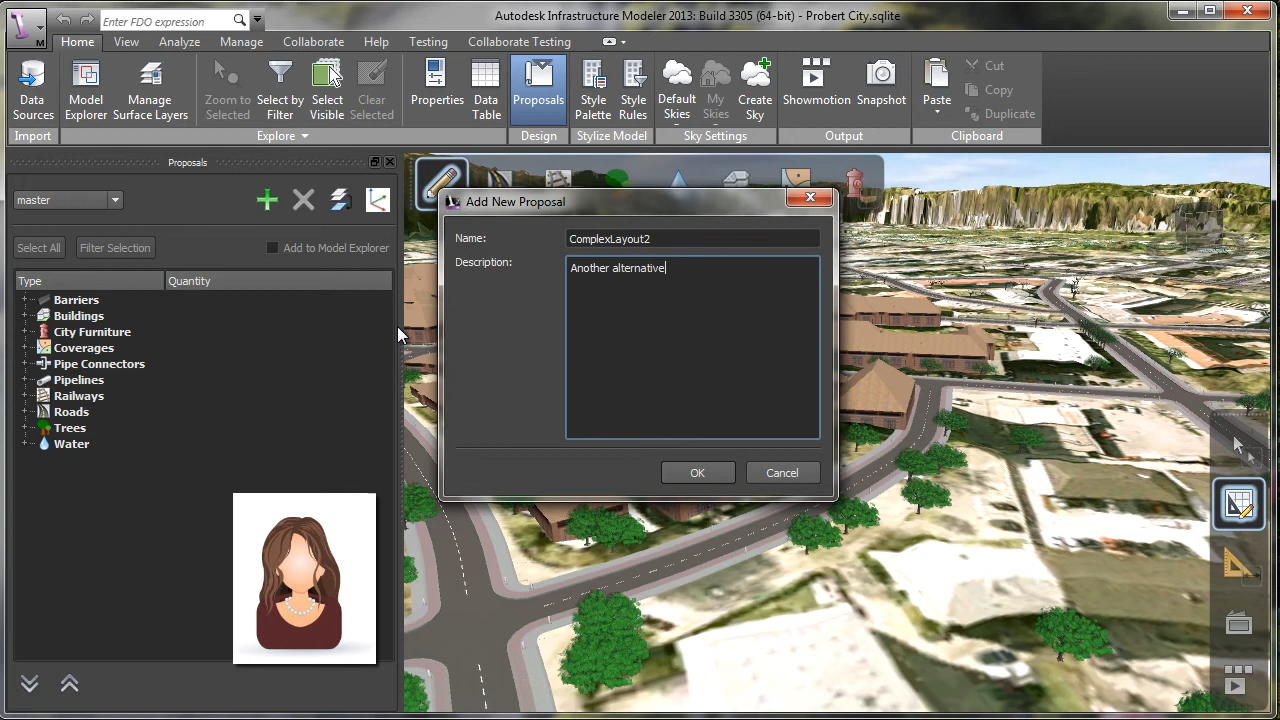 Enter FDO expression
Autodesk Infrastructure Modeler 2013: Build 3305 (64-bit) - Probert City.sqlite
M
Home View Analyze Manage Collaborate Help Testing Collaborate Testing
Data Sources
Model Explorer
Manage Surface Layers
Zoom to Selected
Select by Filter
Select Visible
Clear Selected
Properties
Data Table
Proposals
Style Palette
Style Rules
Default Skies
My Skies
Create Sky
Showmotion
Snapshot
Paste
Cut
Copy
Duplicate
Import Explore Design Stylize Model Sky Settings Output Clipboard
Proposals
master
Select All Filter Selection Add to Model Explorer
Type Quantity
Barriers
Buildings
City Furniture
Coverages
Pipe Connectors
Pipelines
Railways
Roads
Trees
Water
Add New Proposal
Name: ComplexLayout2
Description: Another alternative
OK Cancel